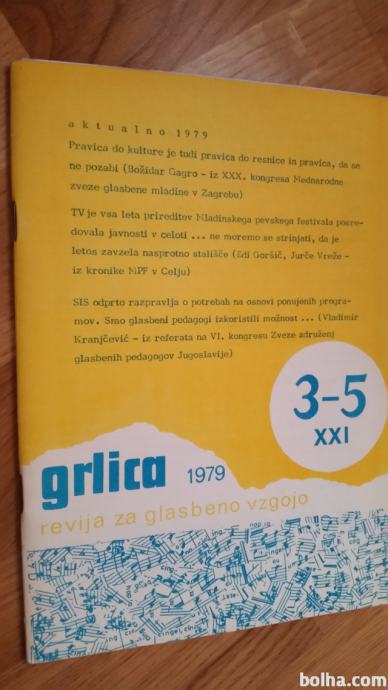 aktualno 1979
Pravica do kulture je tudi pravica do resnice in pravica, da se
ne pozabi (Božidar Gagro - iz XXX. kongresa Mednarodne
zveze glasbene mladine v Zagrebu)
TV je vsa leta prireditev Mladinskega pevskega festivala posre-
dovala javnosti v celoti ... ne moremo se strinjati, da je
letos zavzela nasprotno stališče (Edi Goršič, Jurče Vreže -
iz kronike MPF v Celju)
SIS odprto razpravlja o potrebah na osnovi ponujenih progra-
mov. Smo glasbeni pedagogi izkoristili možnost ... (Vladimir
Kranjčević - iz referata na VI. kongresu Zveze združenj
glasbenih pedagogov Jugoslavije)
3-5
XXI
grlica 1979
revija za glasbeno vzgojo
bolha.com